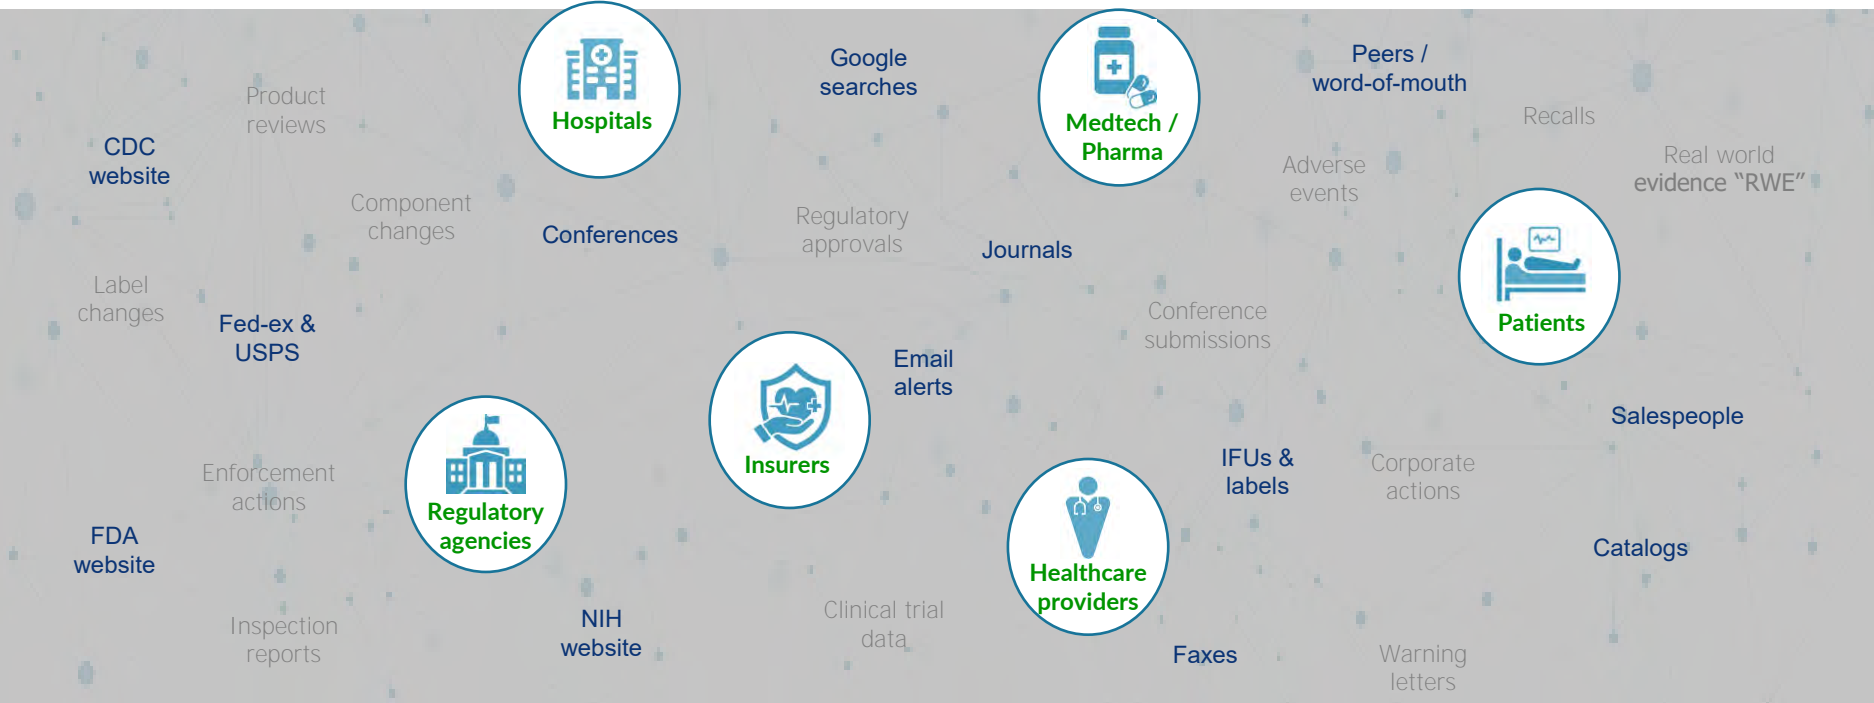 Hospitals
Google
searches
Medtech /
Pharma
Peers /
word-of-mouth
Product
reviews
Recalls
CDC
website
Adverse
events
Real world
evidence “RWE”
Component
changes
Conferences
Regulatory
approvals
Journals
Patients
Label
changes
Fed-ex &
USPS
Conference
submissions
Email
alerts
Insurers
Salespeople
Enforcement
actions
Regulatory
agencies
IFUs &
labels
Corporate
actions
FDA
website
Healthcare
providers
Catalogs
Inspection
reports
NIH
website
Clinical trial
data
Faxes
Warning
letters